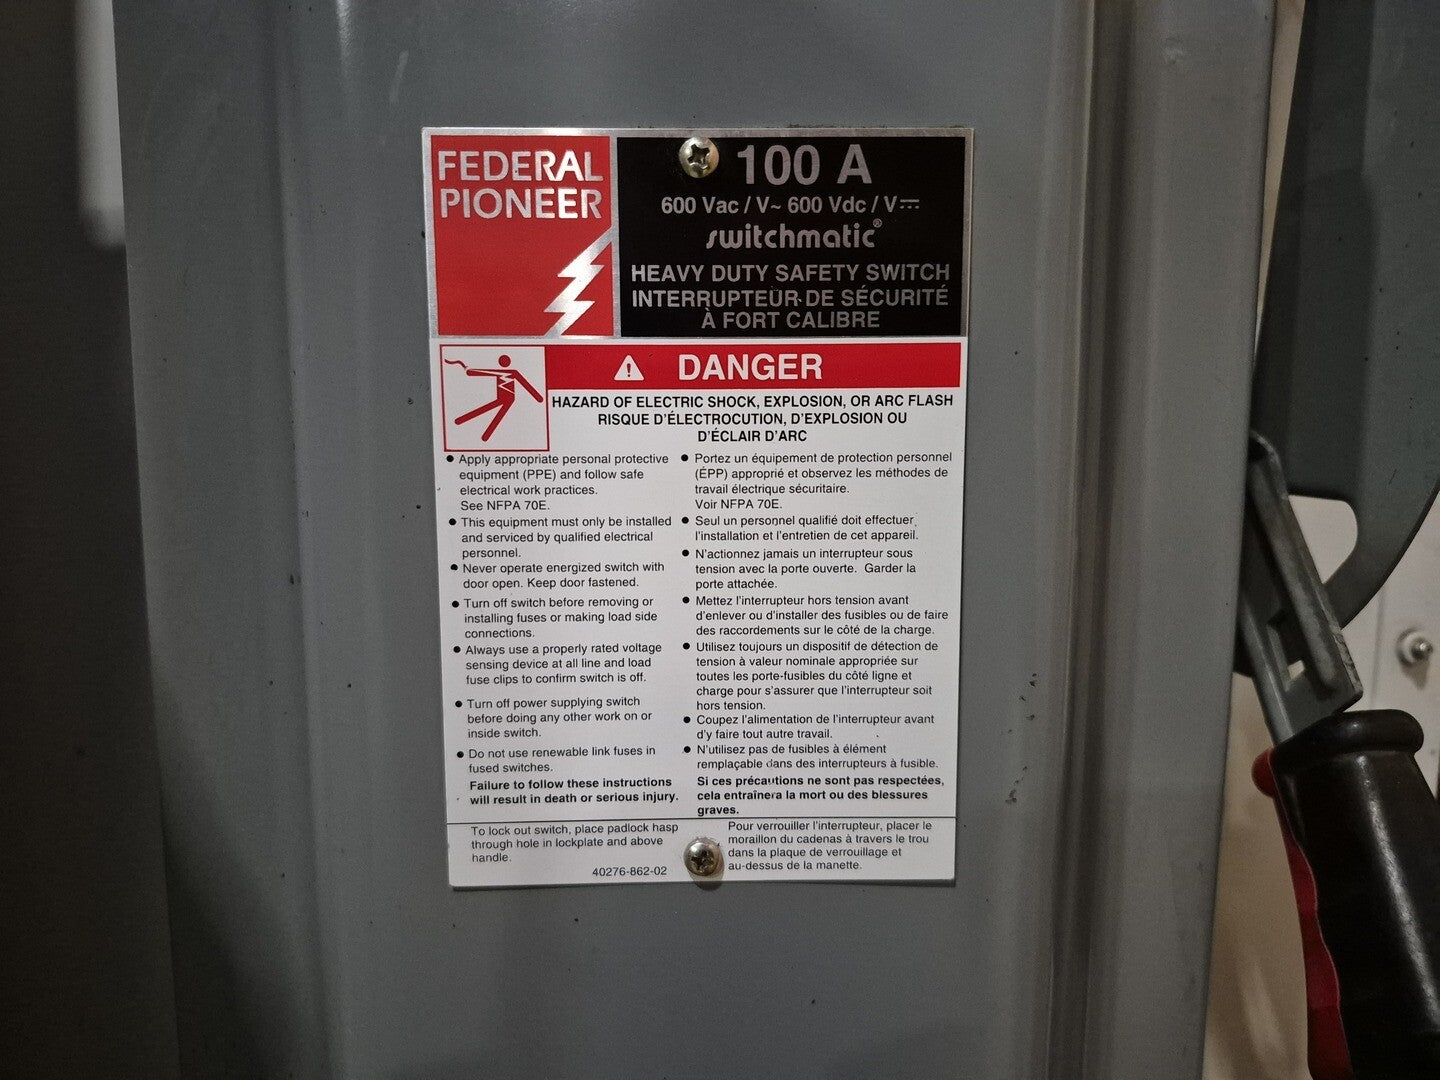 FEDERAL
PIONEER
100 A
600 Vac / V~ 600 Vdc / V⎓
switchmatic®
HEAVY DUTY SAFETY SWITCH
INTERRUPTEUR DE SÉCURITÉ
À FORT CALIBRE
DANGER
HAZARD OF ELECTRIC SHOCK, EXPLOSION, OR ARC FLASH
RISQUE D'ÉLECTROCUTION, D'EXPLOSION OU
D'ÉCLAIR D'ARC
• Apply appropriate personal protective
equipment (PPE) and follow safe
electrical work practices.
See NFPA 70E.
• This equipment must only be installed
and serviced by qualified electrical
personnel.
• Never operate energized switch with
door open. Keep door fastened.
• Turn off switch before removing or
installing fuses or making load side
connections.
• Always use a properly rated voltage
sensing device at all line and load
fuse clips to confirm switch is off.
• Turn off power supplying switch
before doing any other work on or
inside switch.
• Do not use renewable link fuses in
fused switches.
Failure to follow these instructions
will result in death or serious injury.
• Portez un équipement de protection personnel
(ÉPP) approprié et observez les méthodes de
travail électrique sécuritaire.
Voir NFPA 70E.
• Seul un personnel qualifié doit effectuer
l'installation et l'entretien de cet appareil.
• N'actionnez jamais un interrupteur sous
tension avec la porte ouverte. Garder la
porte attachée.
• Mettez l'interrupteur hors tension avant
d'enlever ou d'installer des fusibles ou de faire
des raccordements sur le côté de la charge.
• Utilisez toujours un dispositif de détection de
tension à valeur nominale appropriée sur
toutes les porte-fusibles du côté ligne et
charge pour s'assurer que l'interrupteur soit
hors tension.
• Coupez l'alimentation de l'interrupteur avant
d'y faire tout autre travail.
• N'utilisez pas de fusibles à élément
remplaçable dans des interrupteurs à fusible.
Si ces précautions ne sont pas respectées,
cela entraînera la mort ou des blessures
graves.
To lock out switch, place padlock hasp
through hole in lockplate and above
handle.
40276-862-02
Pour verrouiller l'interrupteur, placer le
moraillon du cadenas à travers le trou
dans la plaque de verrouillage et
au-dessus de la manette.